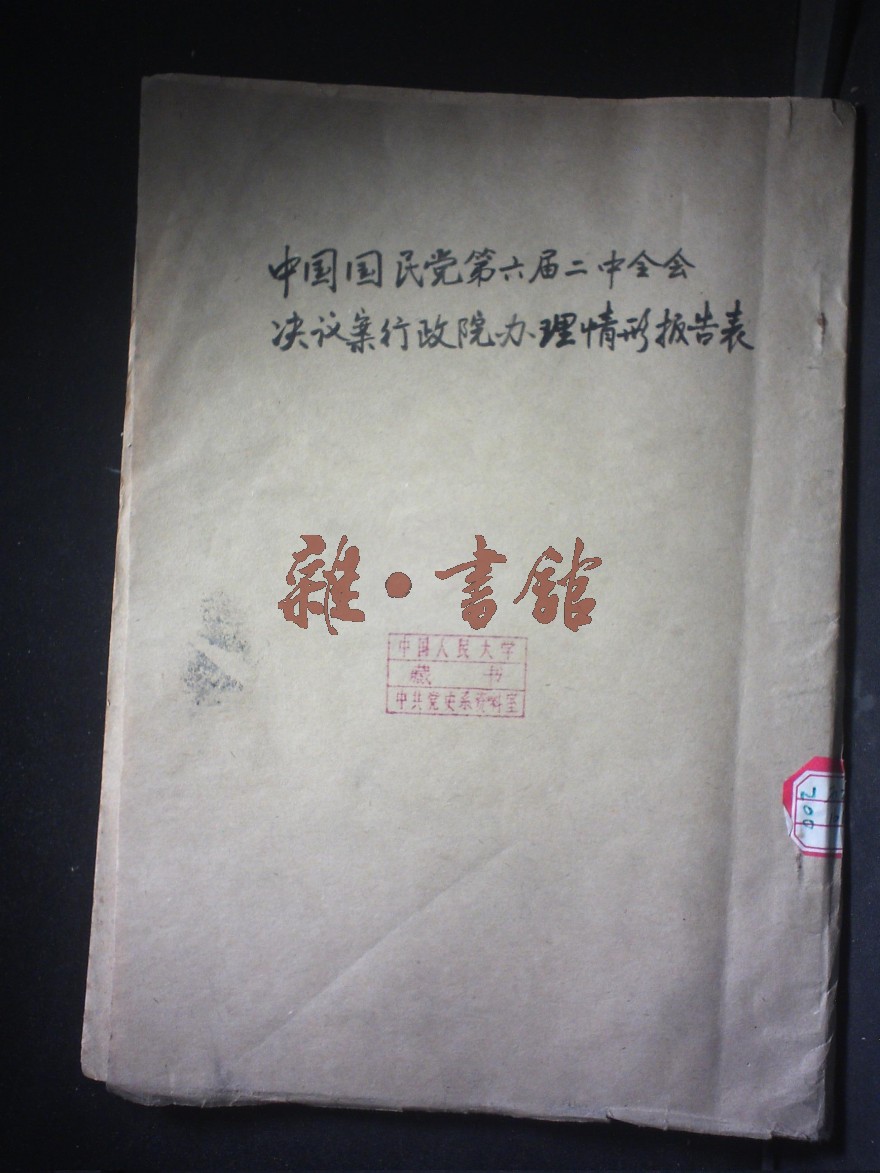 中国国民党第六届二中全会
决议案行政院办理情形报告表
雜·書館
中国人民大学
藏书
中共党史系资料室
002